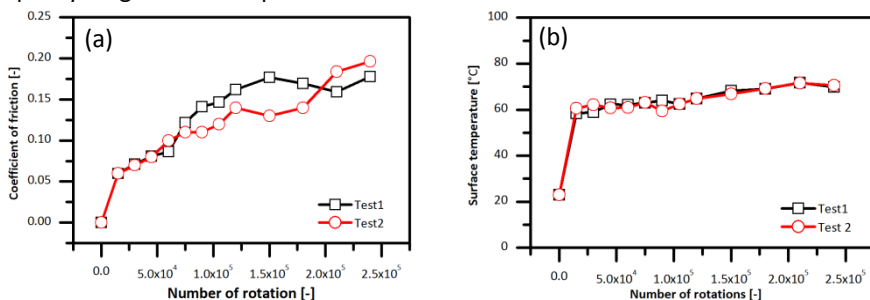 (a)
0.25
0.20
0.15
0.10
0.05
0.00
Coefficient of friction [-]
Test1
Test2
0.0 5.0x10⁴ 1.0x10⁵ 1.5x10⁵ 2.0x10⁵ 2.5x10⁵
Number of rotation [-]
(b)
100
80
60
40
20
0
Surface temperature [°C]
Test1
Test 2
0.0 5.0x10⁴ 1.0x10⁵ 1.5x10⁵ 2.0x10⁵ 2.5x10⁵
Number of rotations [-]